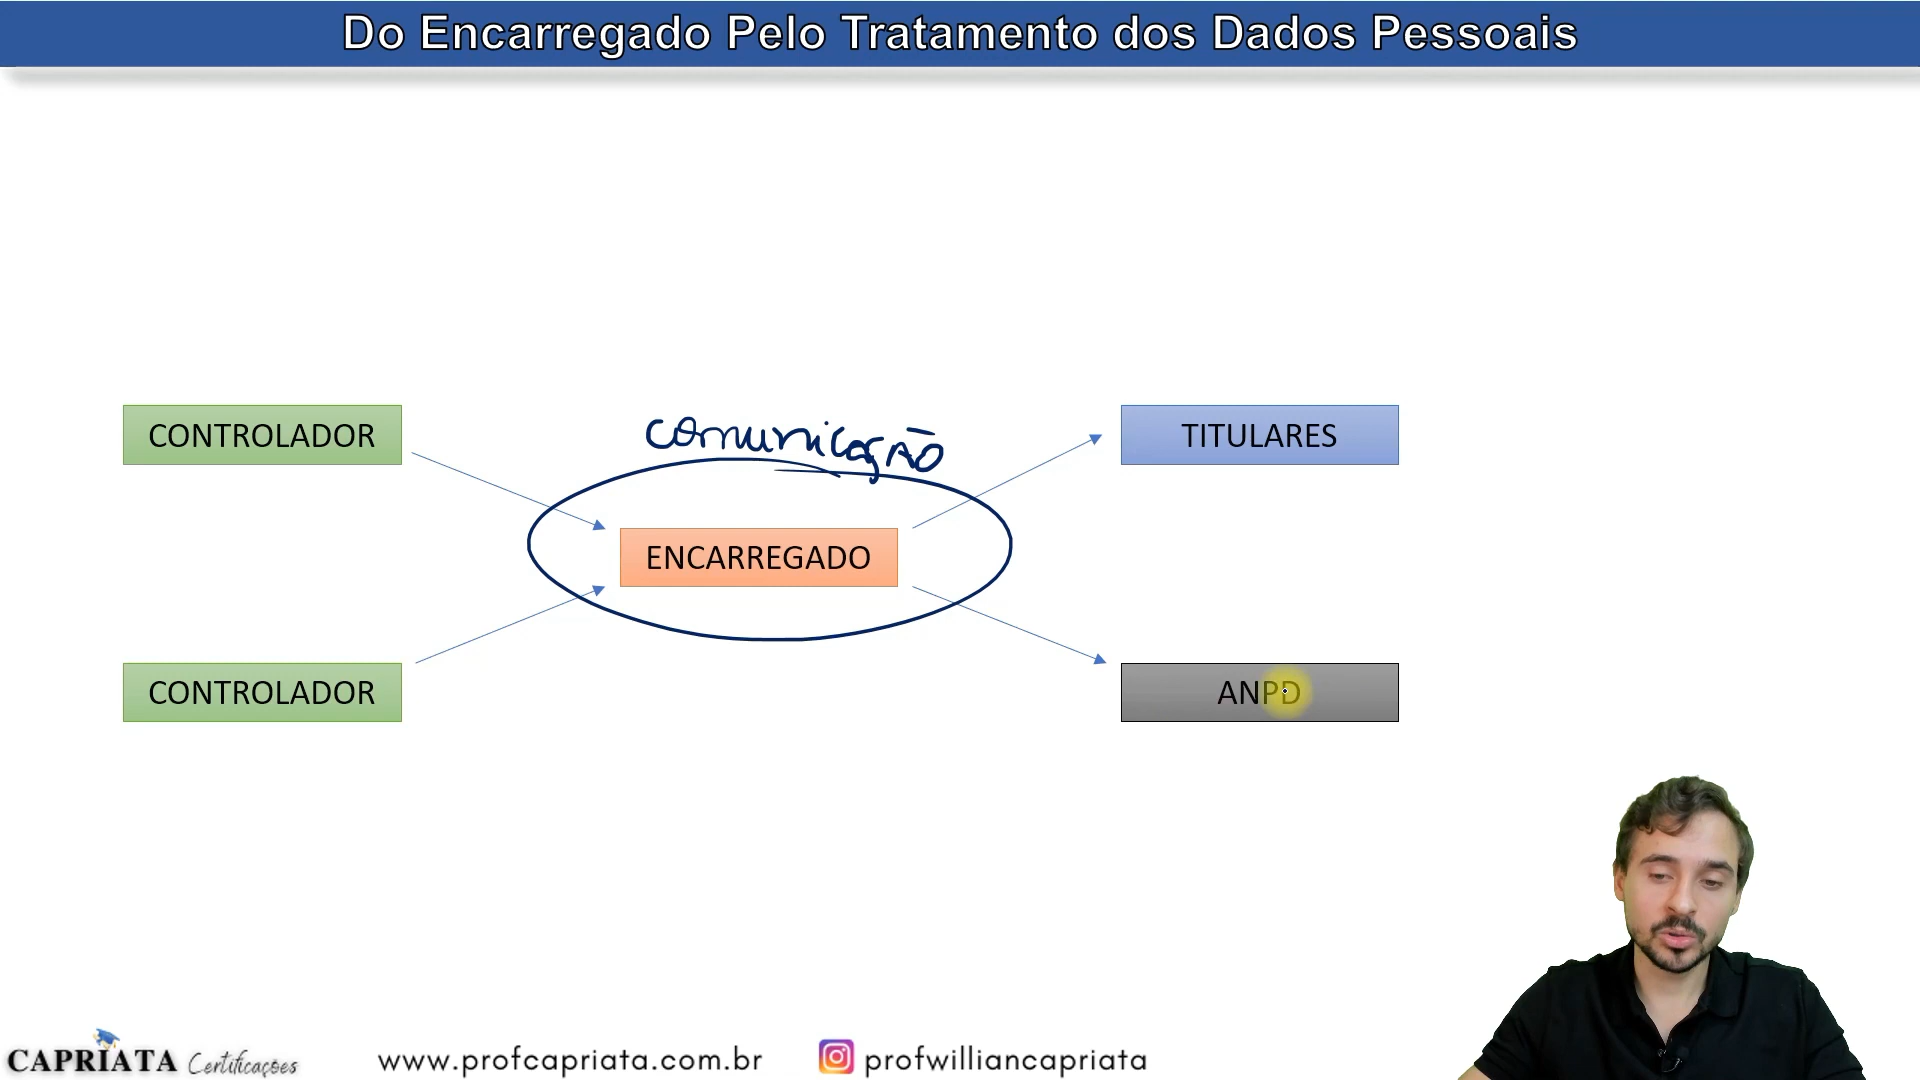 Do Encarregado Pelo Tratamento dos Dados Pessoais
comunicação
CONTROLADOR
TITULARES
ENCARREGADO
CONTROLADOR
ANPD
CAPRIATA Certificações
www.profcapriata.com.br
profwilliancapriata